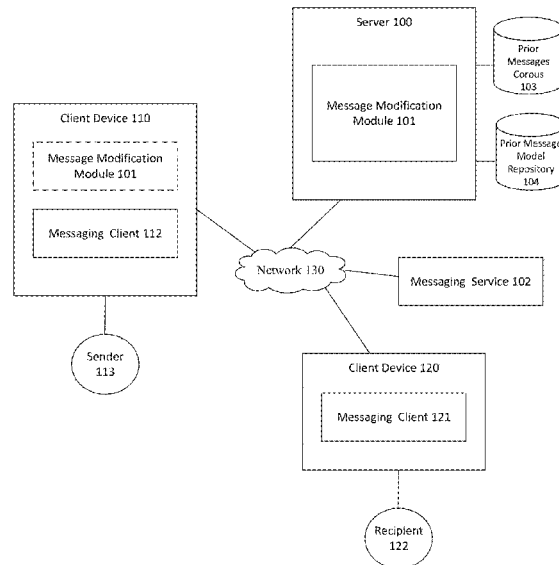 Server 100
Message Modification
Module 101
Prior
Messages
Corous
103
Prior Message
Model
Repository
104
Client Device 110
Message Modification
Module 101
Messaging Client 112
Sender
113
Network 130
Messaging Service 102
Client Device 120
Messaging Client 121
Recipient
122